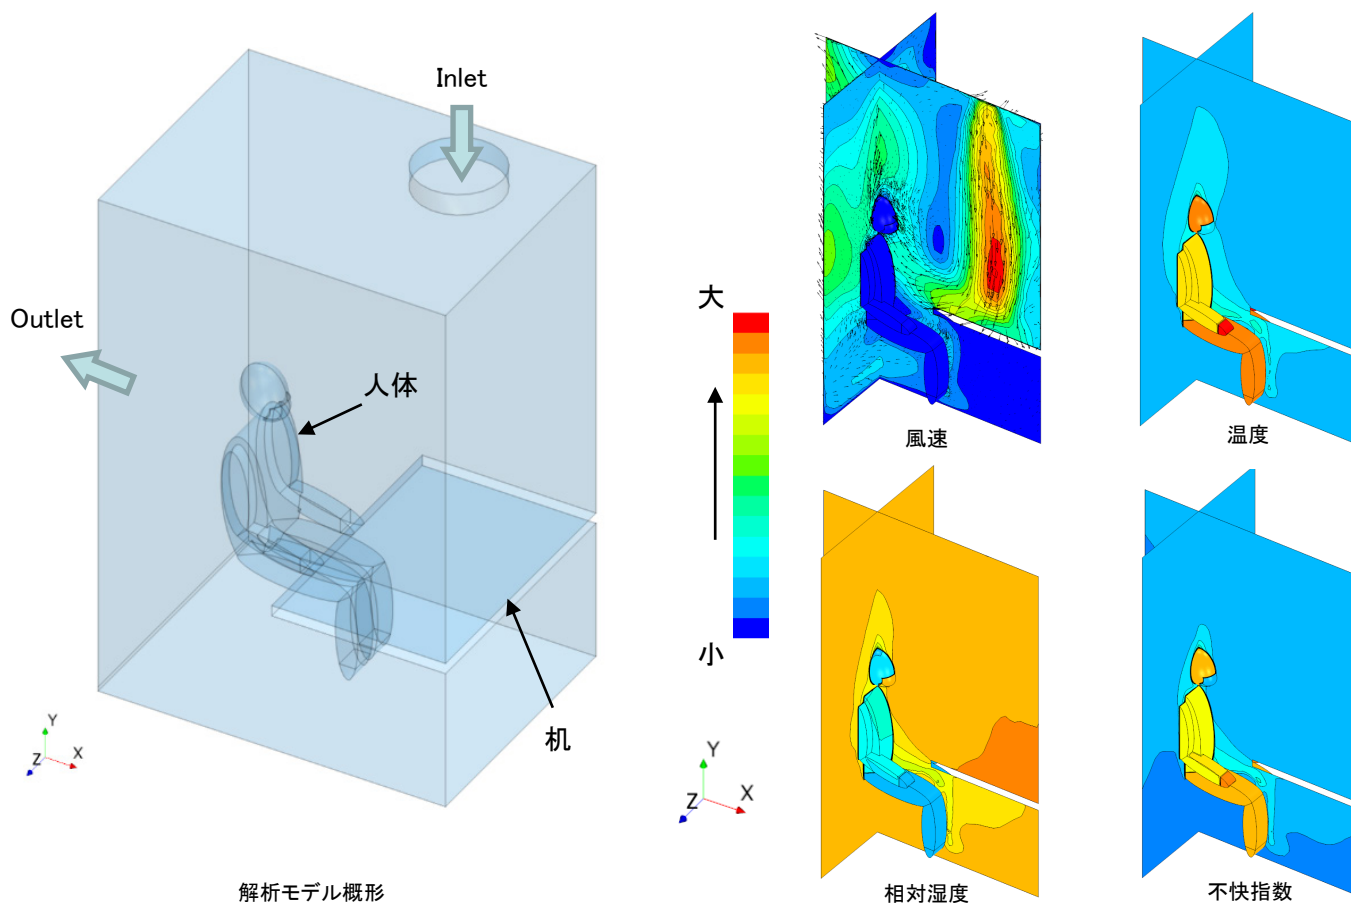 Inlet
Outlet
人体
机
Y
Z X
解析モデル概形
大
小
Y
Z X
風速
温度
相対湿度
不快指数